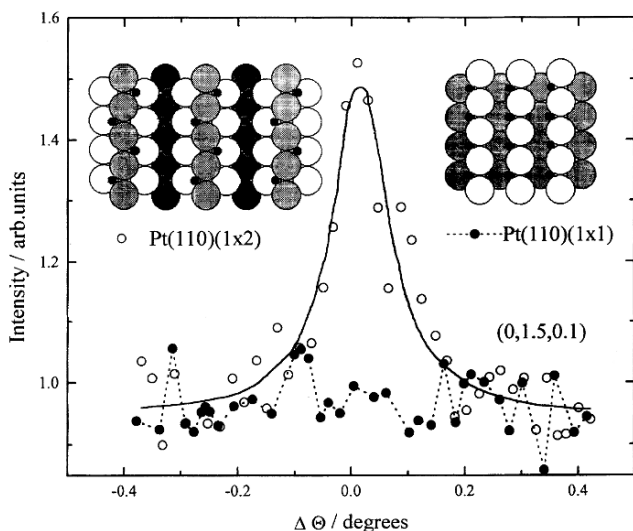 1.6
1.4
1.2
1.0
Intensity / arb.units
Pt(110)(1x2)
Pt(110)(1x1)
(0,1.5,0.1)
-0.4 -0.2 0.0 0.2 0.4
Δ Θ / degrees